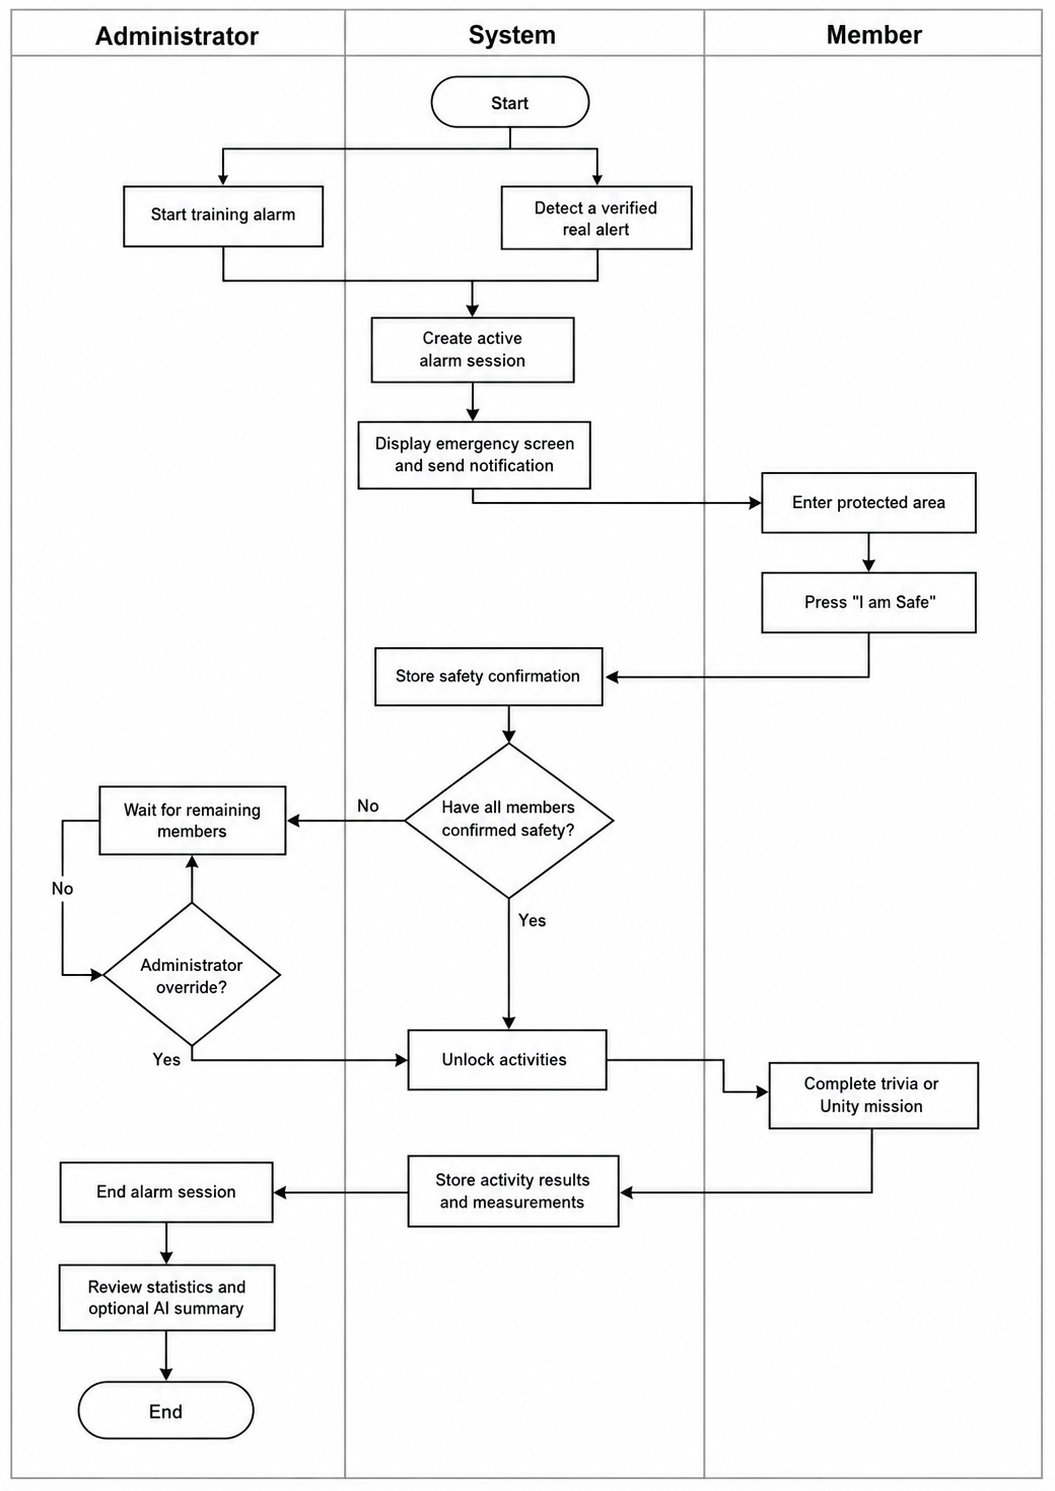 Administrator
System
Member
Start
Start training alarm
Detect a verified
real alert
Create active
alarm session
Display emergency screen
and send notification
Enter protected area
Press "I am Safe"
Store safety confirmation
Have all members
confirmed safety?
No
Wait for remaining
members
No
Yes
Administrator
override?
Yes
Unlock activities
Complete trivia or
Unity mission
Store activity results
and measurements
End alarm session
Review statistics and
optional AI summary
End